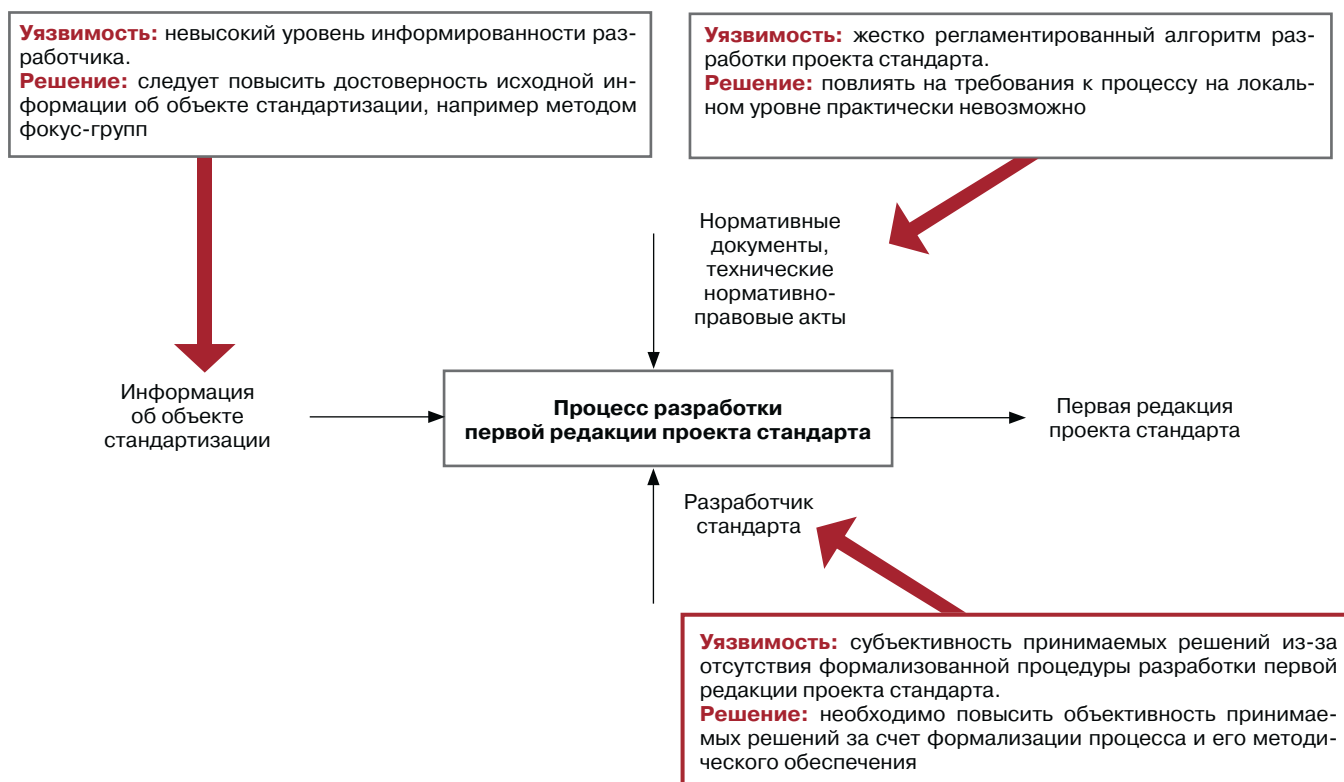 Уязвимость: невысокий уровень информированности раз-
работчика.
Решение: следует повысить достоверность исходной ин-
формации об объекте стандартизации, например методом
фокус-групп
Уязвимость: жестко регламентированный алгоритм раз-
работки проекта стандарта.
Решение: повлиять на требования к процессу на локаль-
ном уровне практически невозможно
Нормативные
документы,
технические
нормативно-
правовые акты
Информация
об объекте
стандартизации
Процесс разработки
первой редакции проекта стандарта
Первая редакция
проекта стандарта
Разработчик
стандарта
Уязвимость: субъективность принимаемых решений из-за
отсутствия формализованной процедуры разработки первой
редакции проекта стандарта.
Решение: необходимо повысить объективность принимае-
мых решений за счет формализации процесса и его методи-
ческого обеспечения